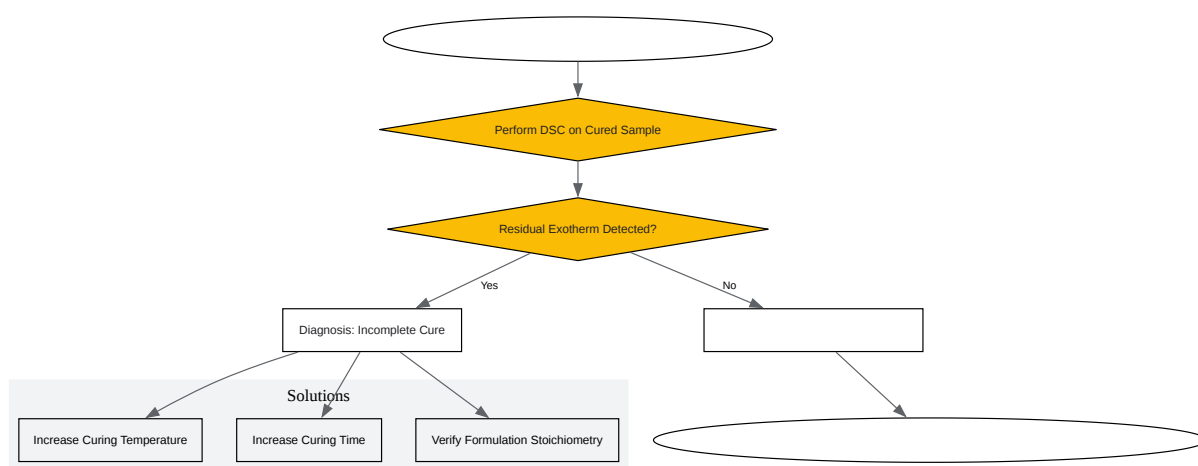 Perform DSC on Cured Sample
Residual Exotherm Detected?
Yes
No
Diagnosis: Incomplete Cure
Solutions
Increase Curing Temperature
Increase Curing Time
Verify Formulation Stoichiometry